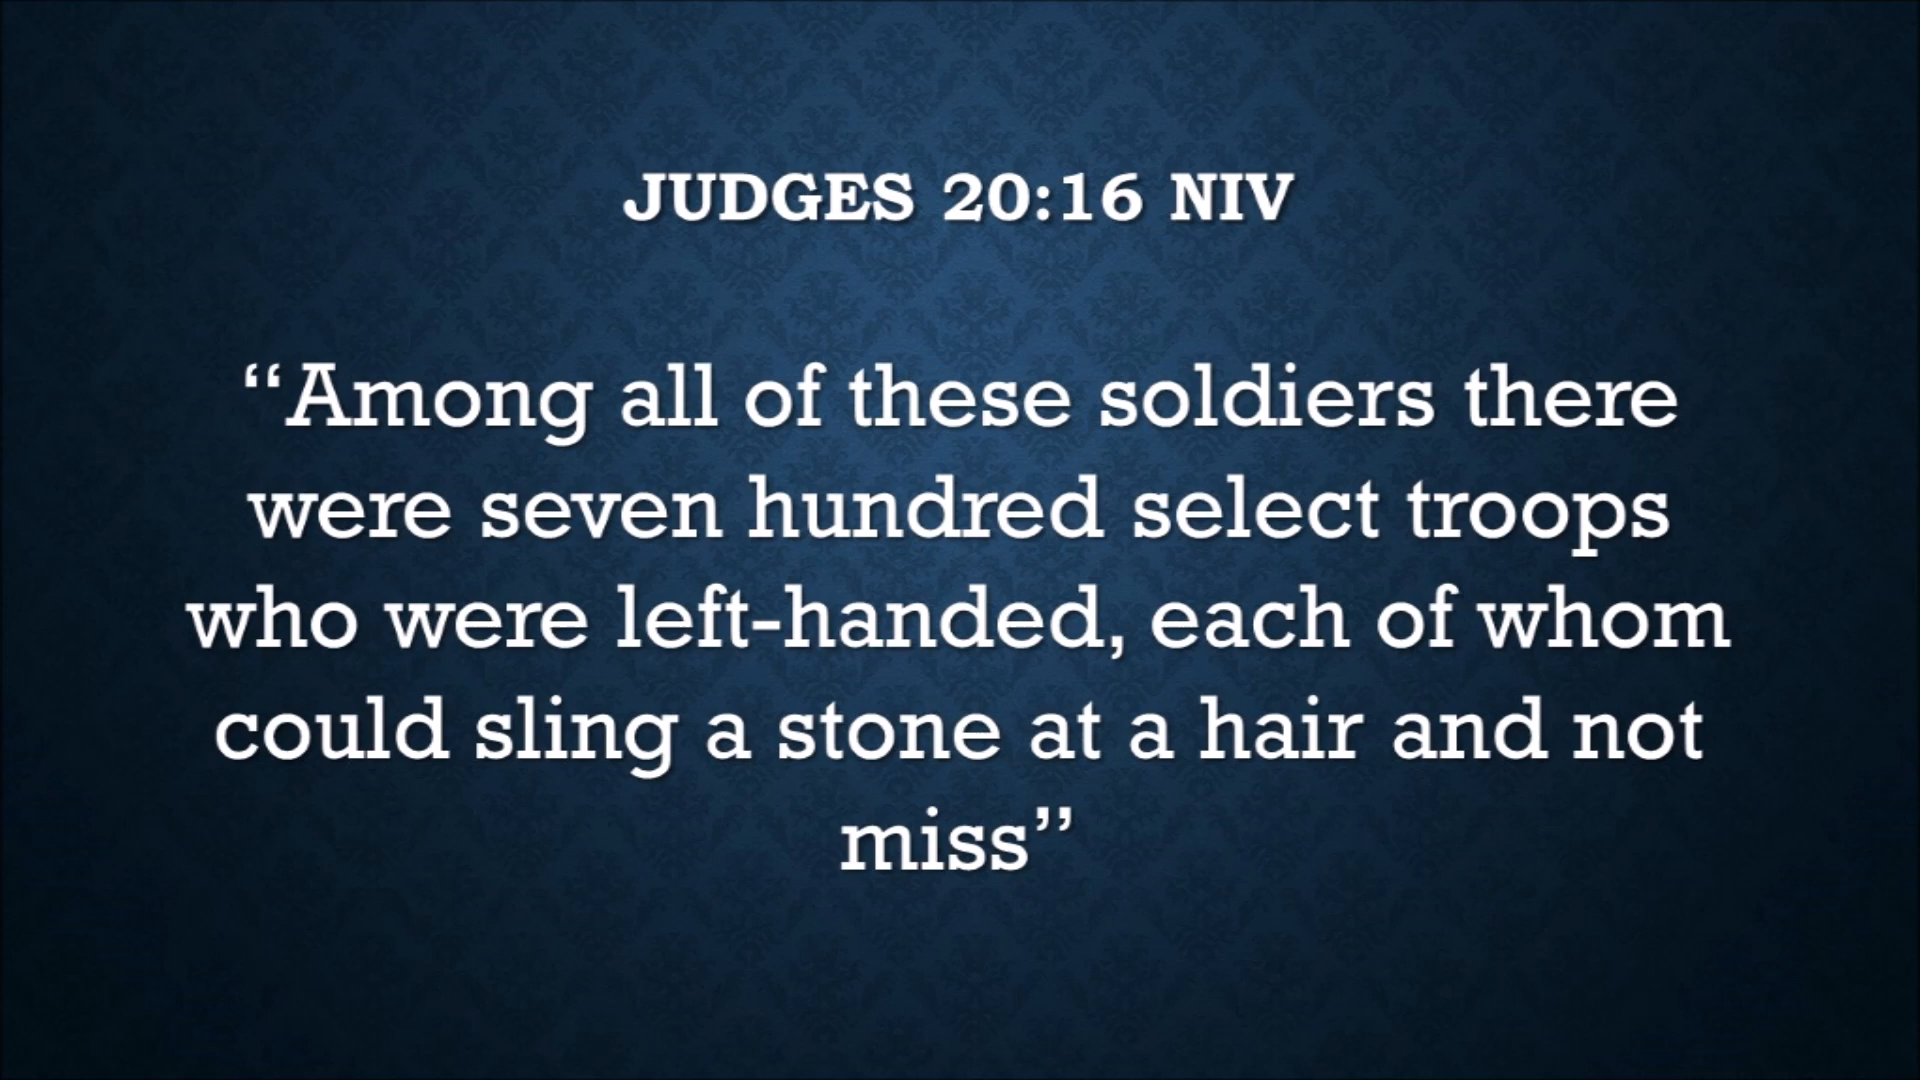 JUDGES 20:16 NIV
“Among all of these soldiers there
were seven hundred select troops
who were left-handed, each of whom
could sling a stone at a hair and not
miss”